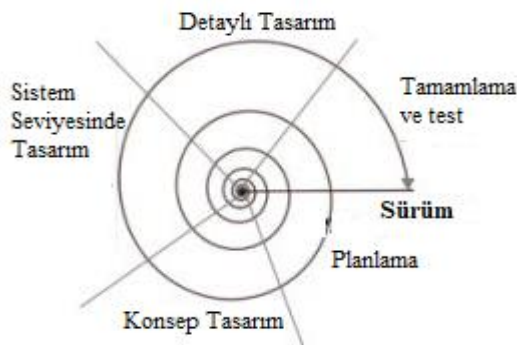 Detaylı Tasarım
Sistem
Seviyesinde
Tasarım
Tamamlama
ve test
Sürüm
Planlama
Konsep Tasarım